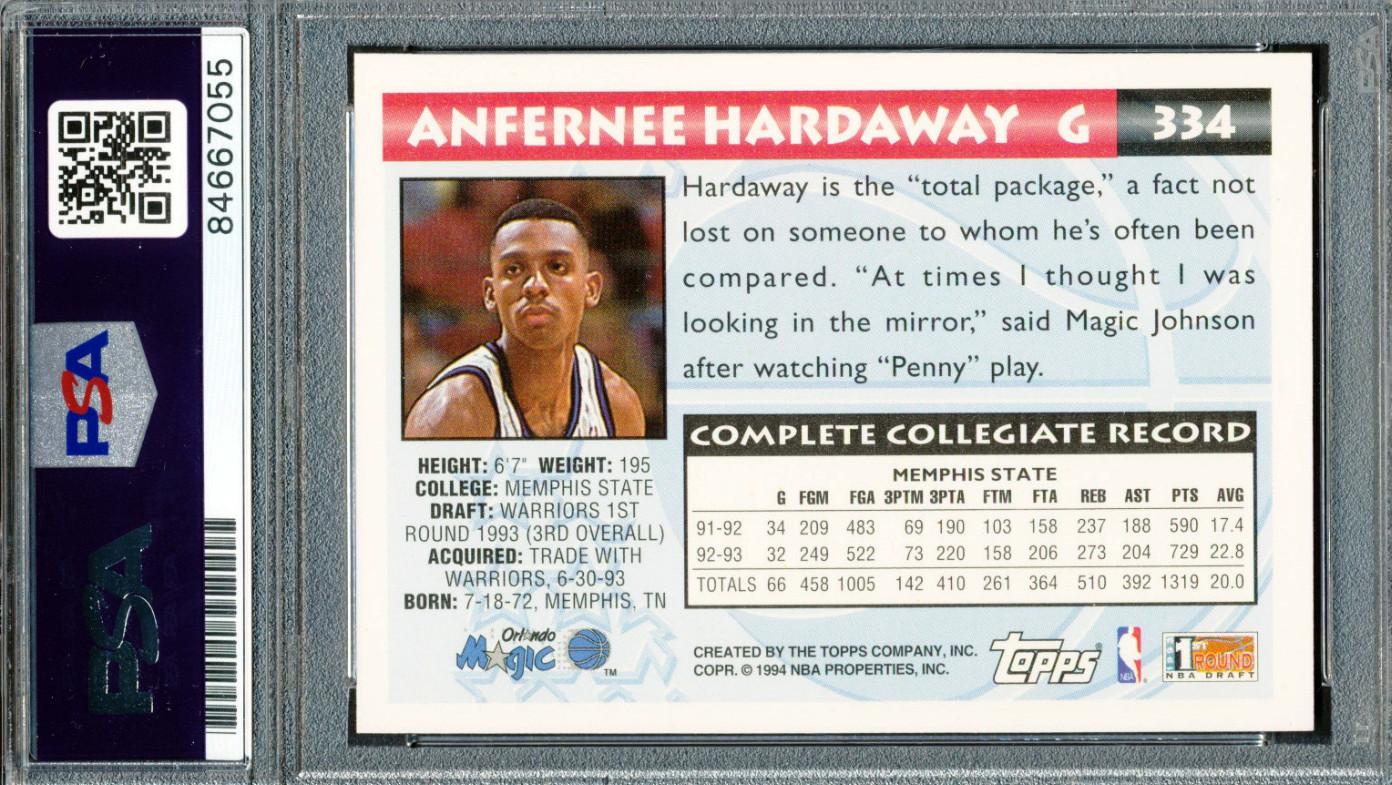 84667055
PSA
PSA
ANFERNEE HARDAWAY G 334
Hardaway is the “total package,” a fact not
lost on someone to whom he’s often been
compared. “At times I thought I was
looking in the mirror,” said Magic Johnson
after watching “Penny” play.
HEIGHT: 6'7" WEIGHT: 195
COLLEGE: MEMPHIS STATE
DRAFT: WARRIORS 1ST
ROUND 1993 (3RD OVERALL)
ACQUIRED: TRADE WITH
WARRIORS, 6-30-93
BORN: 7-18-72, MEMPHIS, TN
COMPLETE COLLEGIATE RECORD
MEMPHIS STATE
G FGM FGA 3PTM 3PTA FTM FTA REB AST PTS AVG
91-92 34 209 483 69 190 103 158 237 188 590 17.4
92-93 32 249 522 73 220 158 206 273 204 729 22.8
TOTALS 66 458 1005 142 410 261 364 510 392 1319 20.0
Orlando
Magic ™
CREATED BY THE TOPPS COMPANY, INC.
COPR. © 1994 NBA PROPERTIES, INC.
Topps®
NBA
1st ROUND
NBA DRAFT
PSA